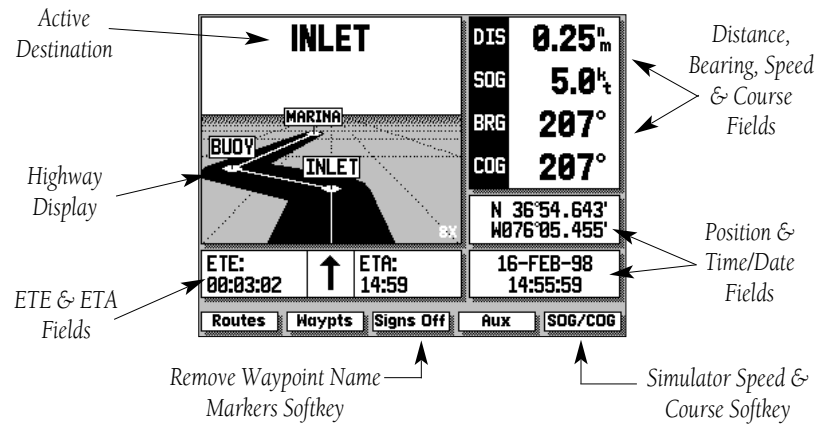 Active
Destination
INLET
DIS 0.25nm
SOG 5.0kt
BRG 207°
COG 207°
Distance,
Bearing, Speed
& Course
Fields
MARINA
BUOY
INLET
8X
Highway
Display
N 36°54.643'
W076°05.455'
Position &
Time/Date
Fields
ETE:
00:03:02
ETA:
14:59
16-FEB-98
14:55:59
ETE & ETA
Fields
Routes Waypts Signs Off Aux SOG/COG
Remove Waypoint Name
Markers Softkey
Simulator Speed &
Course Softkey